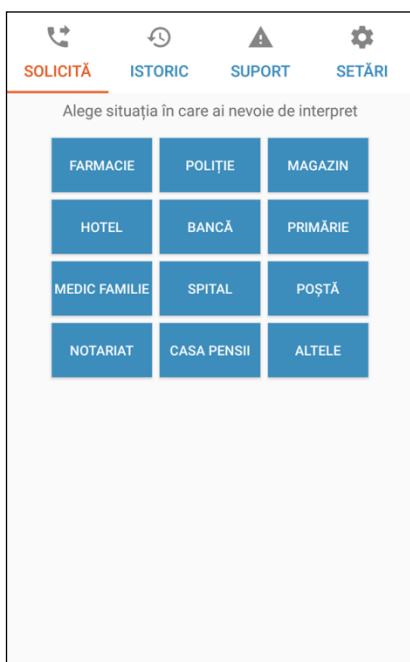 SOLICITĂ ISTORIC SUPORT SETĂRI
Alege situația în care ai nevoie de interpret
FARMACIE POLIȚIE MAGAZIN
HOTEL BANCĂ PRIMĂRIE
MEDIC FAMILIE SPITAL POȘTĂ
NOTARIAT CASA PENSII ALTELE